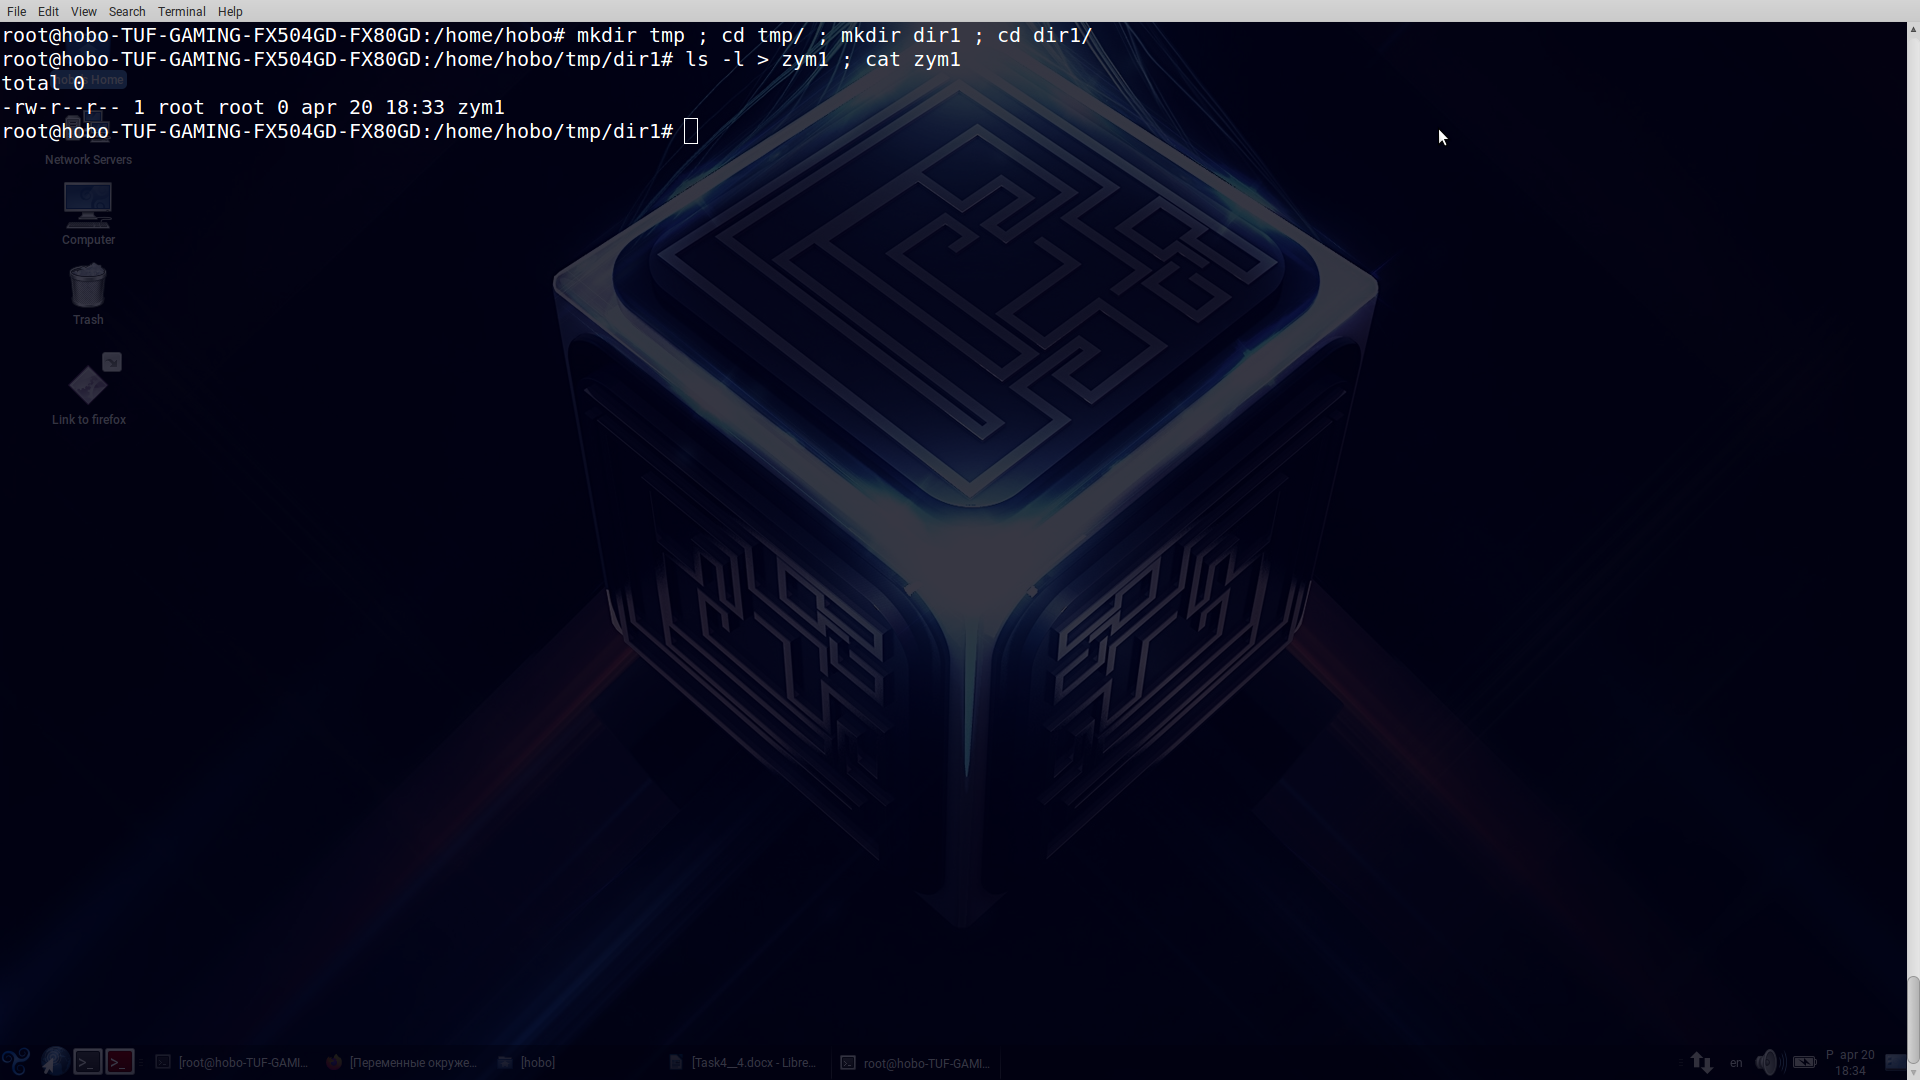 File Edit View Search Terminal Help
root@hobo-TUF-GAMING-FX504GD-FX80GD:/home/hobo# mkdir tmp ; cd tmp/ ; mkdir dir1 ; cd dir1/
root@hobo-TUF-GAMING-FX504GD-FX80GD:/home/hobo/tmp/dir1# ls -l > zym1 ; cat zym1
total 0
-rw-r--r-- 1 root root 0 apr 20 18:33 zym1
root@hobo-TUF-GAMING-FX504GD-FX80GD:/home/hobo/tmp/dir1#
Home
Network Servers
Computer
Trash
Link to firefox
[root@hobo-TUF-GAMI... [Переменные окруже... [hobo] [Task4__4.docx - Libre... root@hobo-TUF-GAMI... en P apr 20
18:34